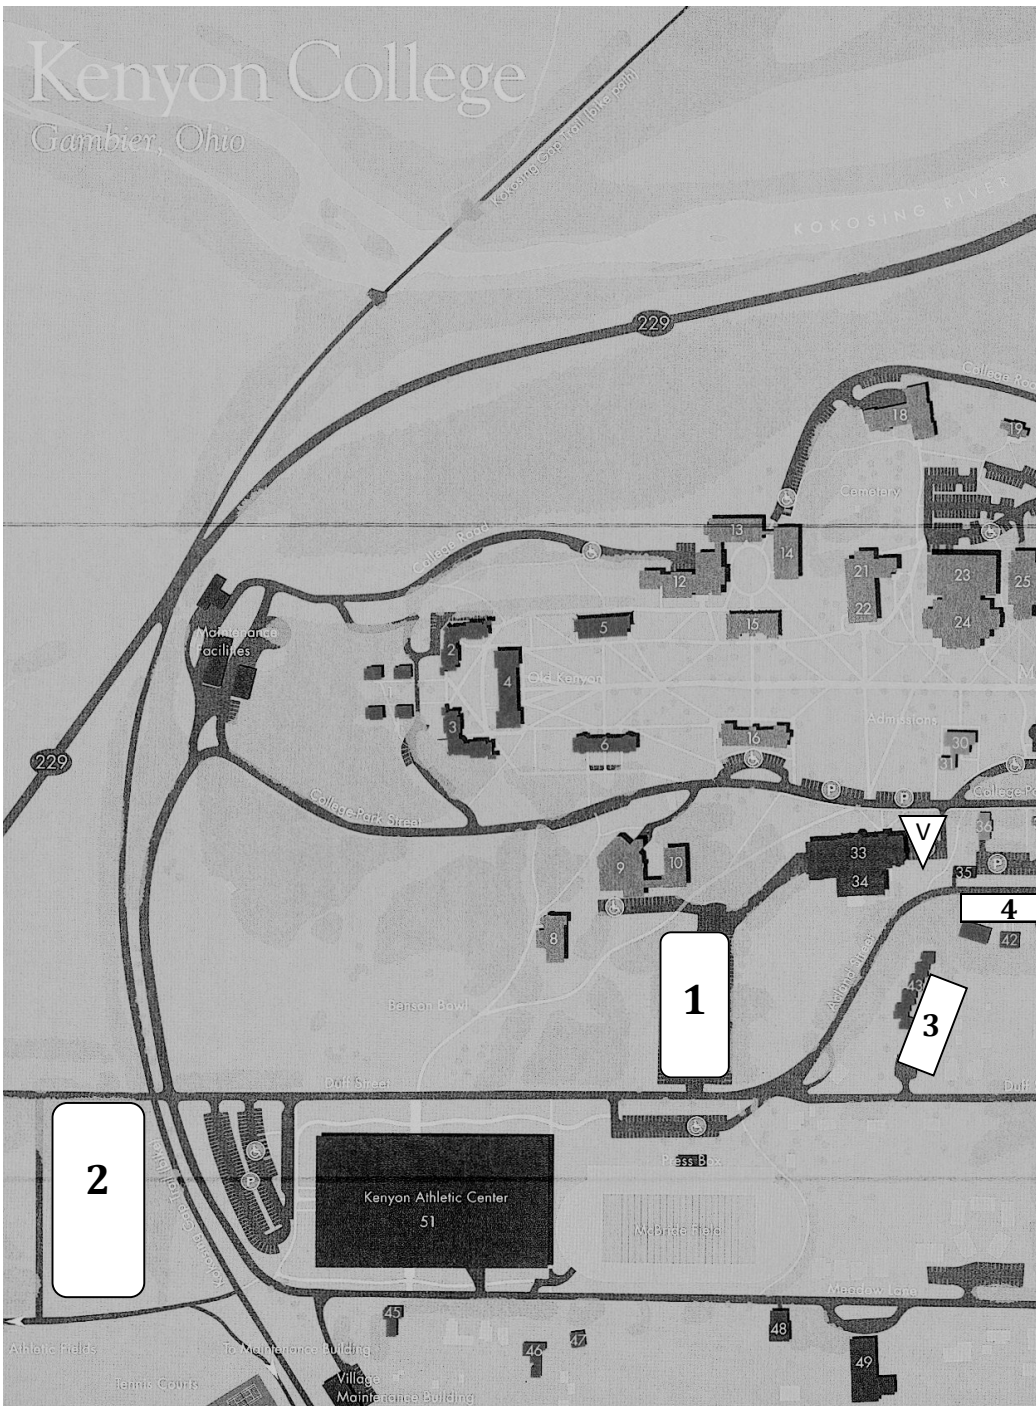 Kenyon College
Gambier, Ohio
Kokosing Gap Trail (bike path)
KOKOSING RIVER
229
College Road
18
19
Cemetery
College Road
13
14
12
21
22
23
24
25
15
5
Maintenance
Facilities
2
4
Old Kenyon
1
3
6
16
Admissions
30
31
229
College-Park Street
P
P
V
36
33
34
35
P
4
9
10
8
42
43
1
3
Acland Street
Benson Bowl
Duff Street
Duff
2
P
Press Box
Kenyon Athletic Center
51
McBride Field
Kokosing Gap Trail (bike
Meadow Lane
45
46
47
48
49
Athletic Fields
To Maintenance Building
Tennis Courts
Village
Maintenance Building